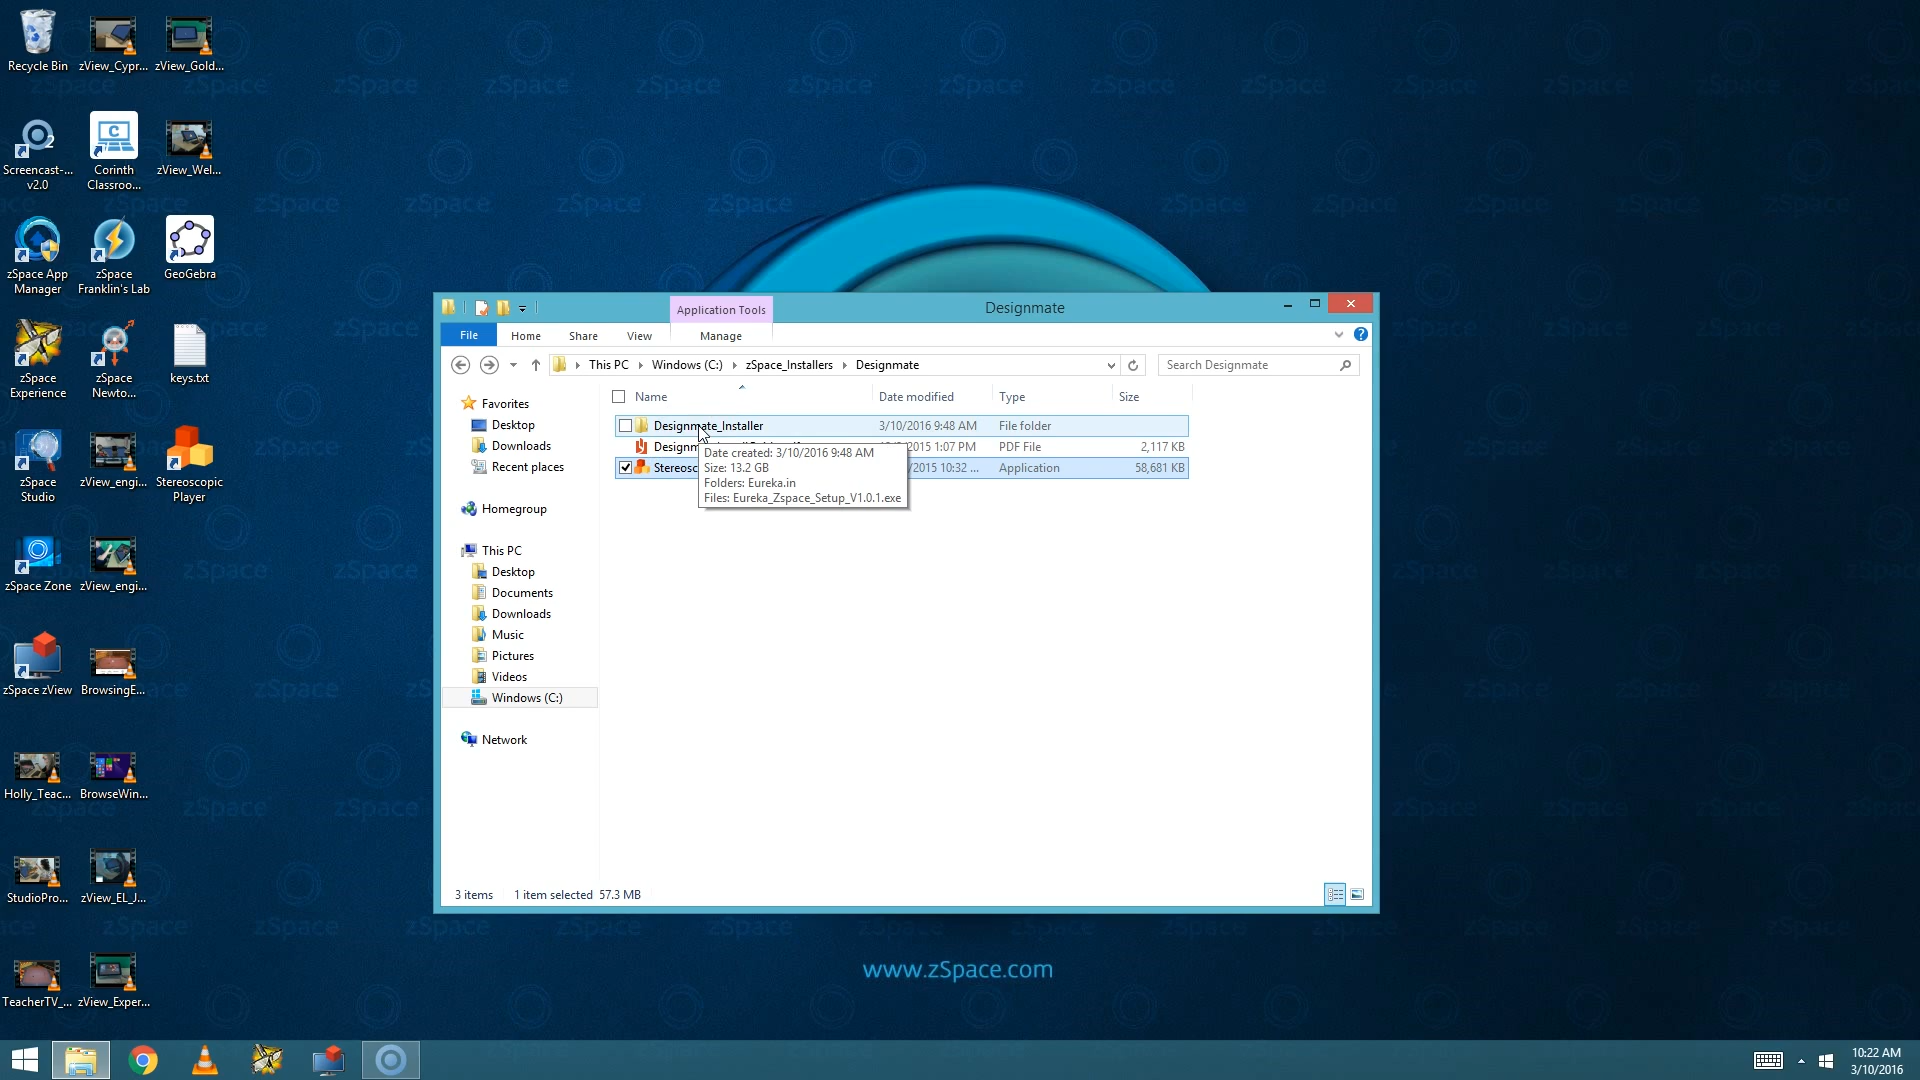 Recycle Bin
zView_Cypr...
zView_Gold...
Screencast-...
v2.0
Corinth
Classroo...
zView_Wel...
zSpace App
Manager
zSpace
Franklin's Lab
GeoGebra
zSpace
Experience
zSpace
Newto...
keys.txt
zSpace
Studio
zView_engi...
Stereoscopic
Player
zSpace Zone
zView_engi...
zSpace zView
BrowsingE...
Holly_Teac...
BrowseWin...
StudioPro...
zView_EL_J...
TeacherTV_...
zView_Exper...
Application Tools
Designmate
File
Home
Share
View
Manage
This PC
Windows (C:)
zSpace_Installers
Designmate
Search Designmate
Name
Date modified
Type
Size
Designmate_Installer
3/10/2016 9:48 AM
File folder
Designm
/2015 1:07 PM
PDF File
2,117 KB
Stereosc
/2015 10:32 ...
Application
58,681 KB
Date created: 3/10/2016 9:48 AM
Size: 13.2 GB
Folders: Eureka.in
Files: Eureka_Zspace_Setup_V1.0.1.exe
Favorites
Desktop
Downloads
Recent places
Homegroup
This PC
Desktop
Documents
Downloads
Music
Pictures
Videos
Windows (C:)
Network
3 items
1 item selected 57.3 MB
www.zSpace.com
10:22 AM
3/10/2016